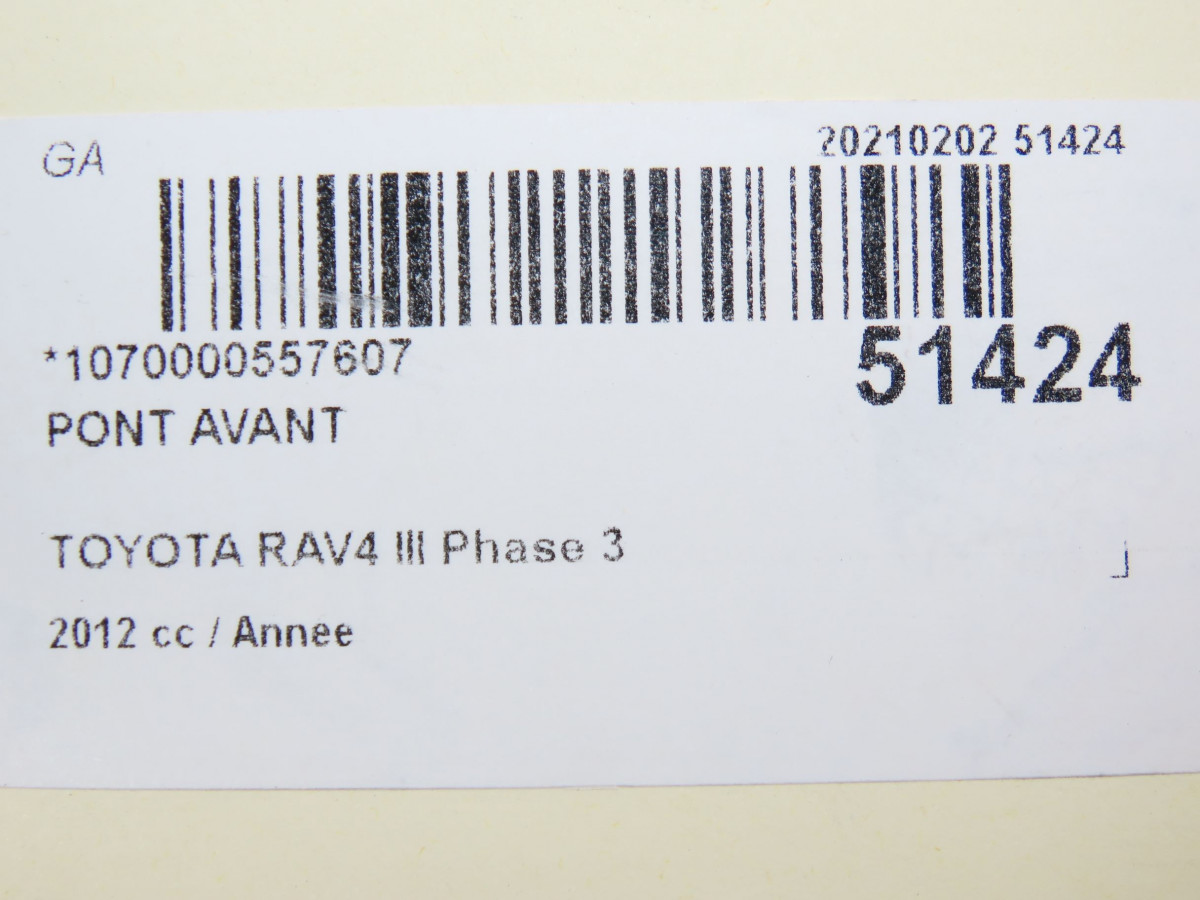 GA
20210202 51424
*1070000557607
51424
PONT AVANT
TOYOTA RAV4 III Phase 3
2012 cc / Annee